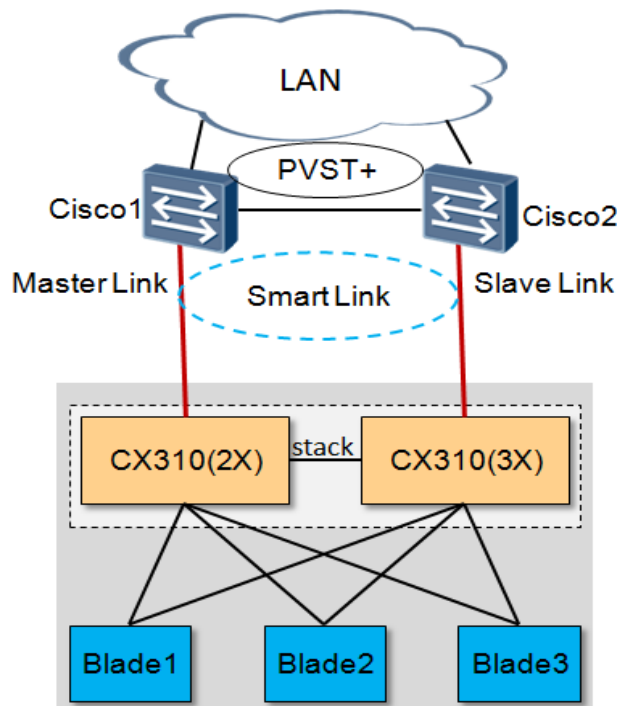 LAN
PVST+
Cisco1
Cisco2
Master Link
Smart Link
Slave Link
CX310(2X)
stack
CX310(3X)
Blade1
Blade2
Blade3